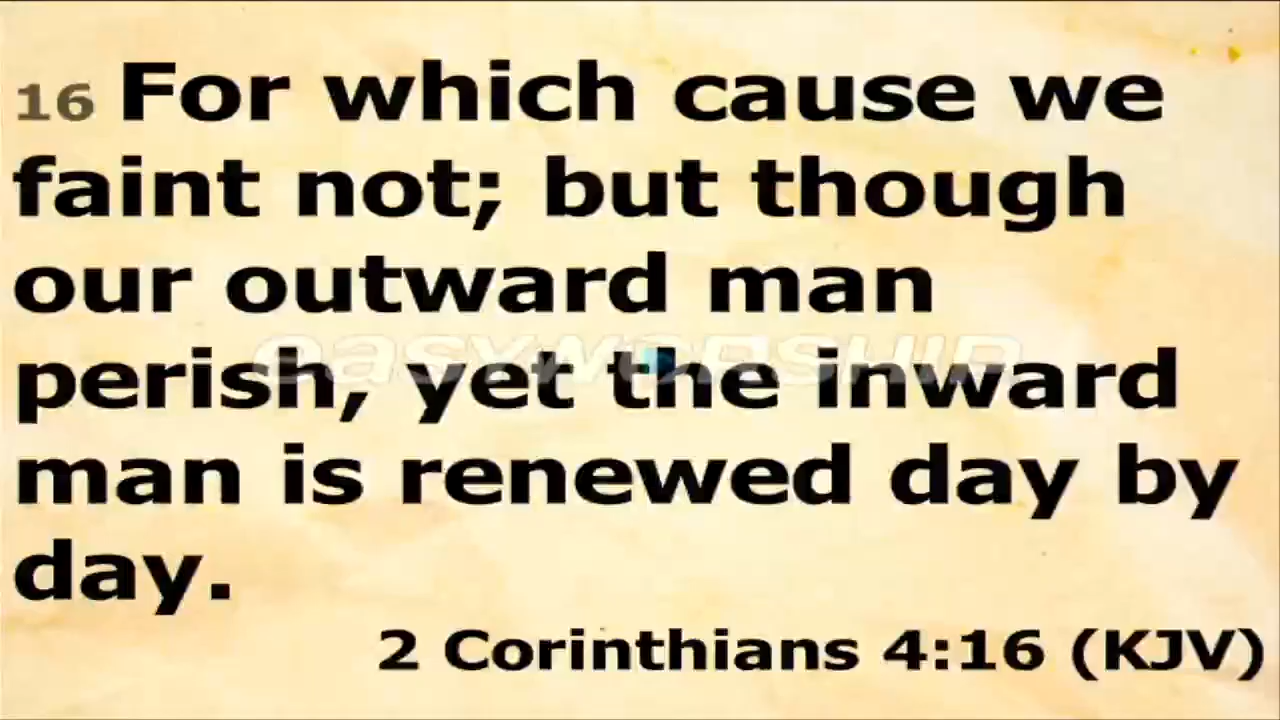 16 For which cause we
faint not; but though
our outward man
easyworship
perish, yet the inward
man is renewed day by
day.
2 Corinthians 4:16 (KJV)